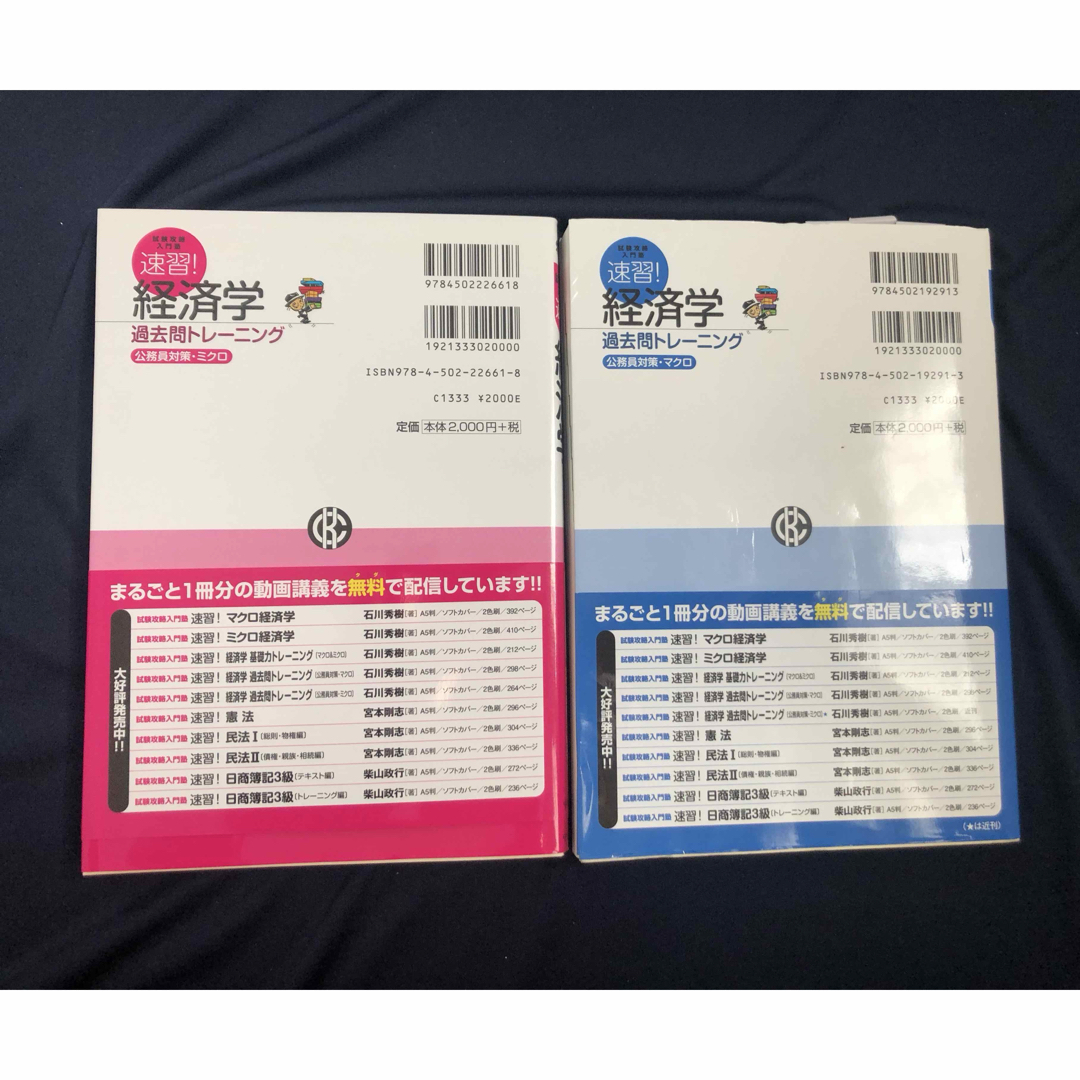 試験攻略
入門塾
速習!
経済学
過去問トレーニング
公務員対策・ミクロ
9784502226618
1921333020000
ISBN978-4-502-22661-8
C1333 ¥2000E
定価 本体2,000円+税
まるごと1冊分の動画講義を無料で配信しています!!
大好評発売中!!
試験攻略入門塾 速習! マクロ経済学 石川秀樹[著] A5判/ソフトカバー/2色刷/392ページ
試験攻略入門塾 速習! ミクロ経済学 石川秀樹[著] A5判/ソフトカバー/2色刷/410ページ
試験攻略入門塾 速習! 経済学 基礎力トレーニング(マクロ&ミクロ) 石川秀樹[著] A5判/ソフトカバー/2色刷/212ページ
試験攻略入門塾 速習! 経済学 過去問トレーニング(公務員対策・マクロ) 石川秀樹[著] A5判/ソフトカバー/2色刷/298ページ
試験攻略入門塾 速習! 経済学 過去問トレーニング(公務員対策・ミクロ) 石川秀樹[著] A5判/ソフトカバー/2色刷/264ページ
試験攻略入門塾 速習! 憲法 宮本剛志[著] A5判/ソフトカバー/2色刷/296ページ
試験攻略入門塾 速習! 民法Ⅰ(総則・物権編) 宮本剛志[著] A5判/ソフトカバー/2色刷/304ページ
試験攻略入門塾 速習! 民法Ⅱ(債権・親族・相続編) 宮本剛志[著] A5判/ソフトカバー/2色刷/336ページ
試験攻略入門塾 速習! 日商簿記3級(テキスト編) 柴山政行[著] A5判/ソフトカバー/2色刷/272ページ
試験攻略入門塾 速習! 日商簿記3級(トレーニング編) 柴山政行[著] A5判/ソフトカバー/2色刷/236ページ
試験攻略
入門塾
速習!
経済学
過去問トレーニング
公務員対策・マクロ
9784502192913
1921333020000
ISBN978-4-502-19291-3
C1333 ¥2000E
定価 本体2,000円+税
まるごと1冊分の動画講義を無料で配信しています!!
大好評発売中!!
試験攻略入門塾 速習! マクロ経済学 石川秀樹[著] A5判/ソフトカバー/2色刷/392ページ
試験攻略入門塾 速習! ミクロ経済学 石川秀樹[著] A5判/ソフトカバー/2色刷/410ページ
試験攻略入門塾 速習! 経済学 基礎力トレーニング(マクロ&ミクロ) 石川秀樹[著] A5判/ソフトカバー/2色刷/212ページ
試験攻略入門塾 速習! 経済学 過去問トレーニング(公務員対策・マクロ) 石川秀樹[著] A5判/ソフトカバー/2色刷
試験攻略入門塾 速習! 経済学 過去問トレーニング(公務員対策・ミクロ)★ 石川秀樹[著] A5判/ソフトカバー/2色刷/近刊
試験攻略入門塾 速習! 憲法 宮本剛志[著] A5判/ソフトカバー/2色刷/296ページ
試験攻略入門塾 速習! 民法Ⅰ(総則・物権編) 宮本剛志[著] A5判/ソフトカバー/2色刷/304ページ
試験攻略入門塾 速習! 民法Ⅱ(債権・親族・相続編) 宮本剛志[著] A5判/ソフトカバー/2色刷/336ページ
試験攻略入門塾 速習! 日商簿記3級(テキスト編) 柴山政行[著] A5判/ソフトカバー/2色刷/272ページ
試験攻略入門塾 速習! 日商簿記3級(トレーニング編) 柴山政行[著] A5判/ソフトカバー/2色刷/236ページ
(★は近刊)